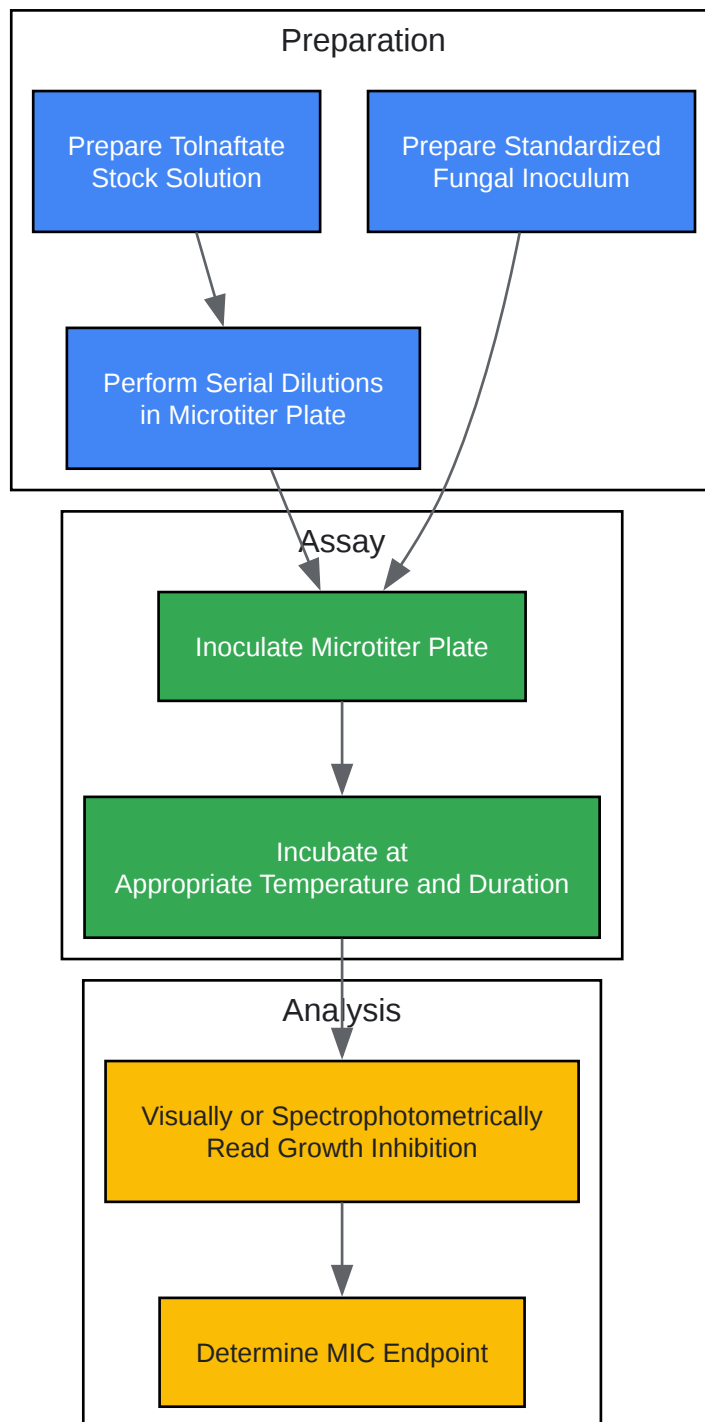 Preparation
Prepare Tolnaftate
Stock Solution
Prepare Standardized
Fungal Inoculum
Perform Serial Dilutions
in Microtiter Plate
Assay
Inoculate Microtiter Plate
Incubate at
Appropriate Temperature and Duration
Analysis
Visually or Spectrophotometrically
Read Growth Inhibition
Determine MIC Endpoint